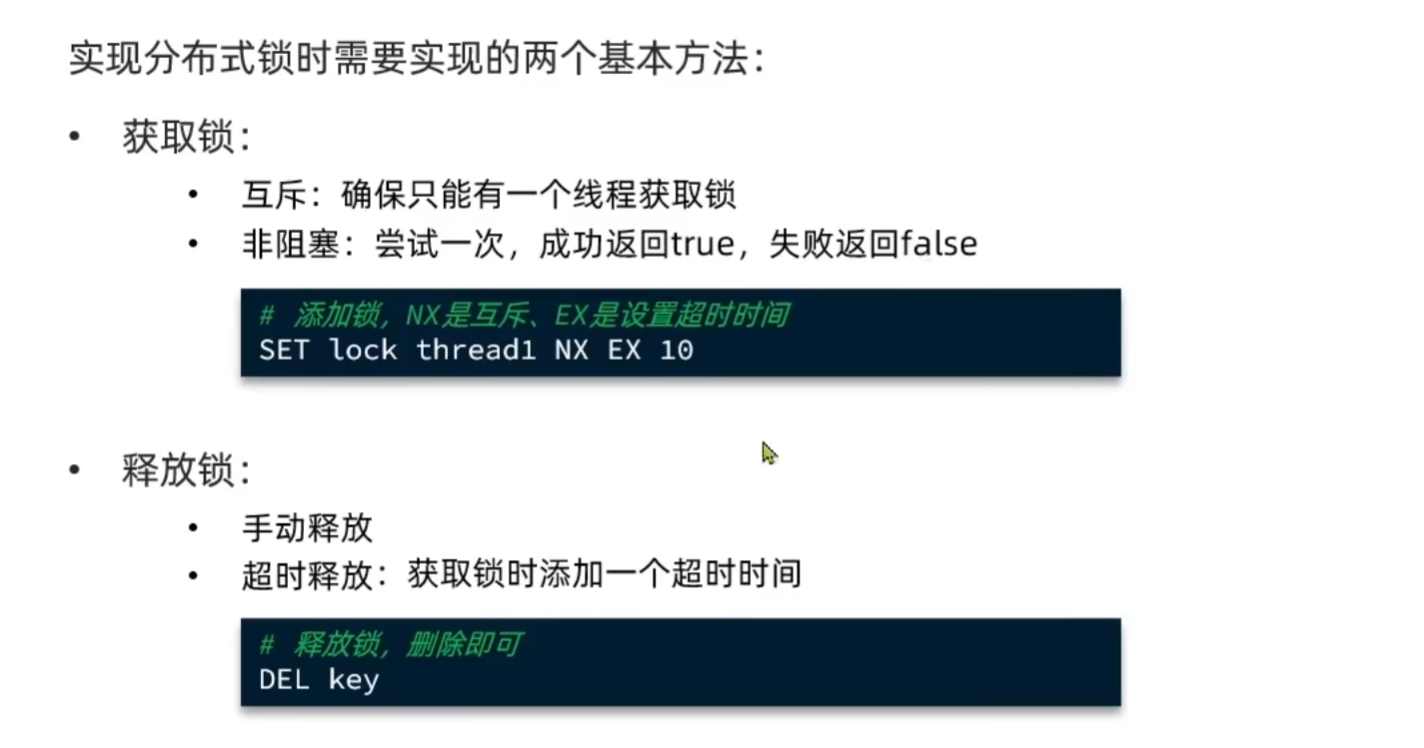 实现分布式锁时需要实现的两个基本方法：
• 获取锁：
• 互斥：确保只能有一个线程获取锁
• 非阻塞：尝试一次，成功返回true，失败返回false
# 添加锁，NX是互斥、EX是设置超时时间
SET lock thread1 NX EX 10
• 释放锁：
• 手动释放
• 超时释放：获取锁时添加一个超时时间
# 释放锁，删除即可
DEL key